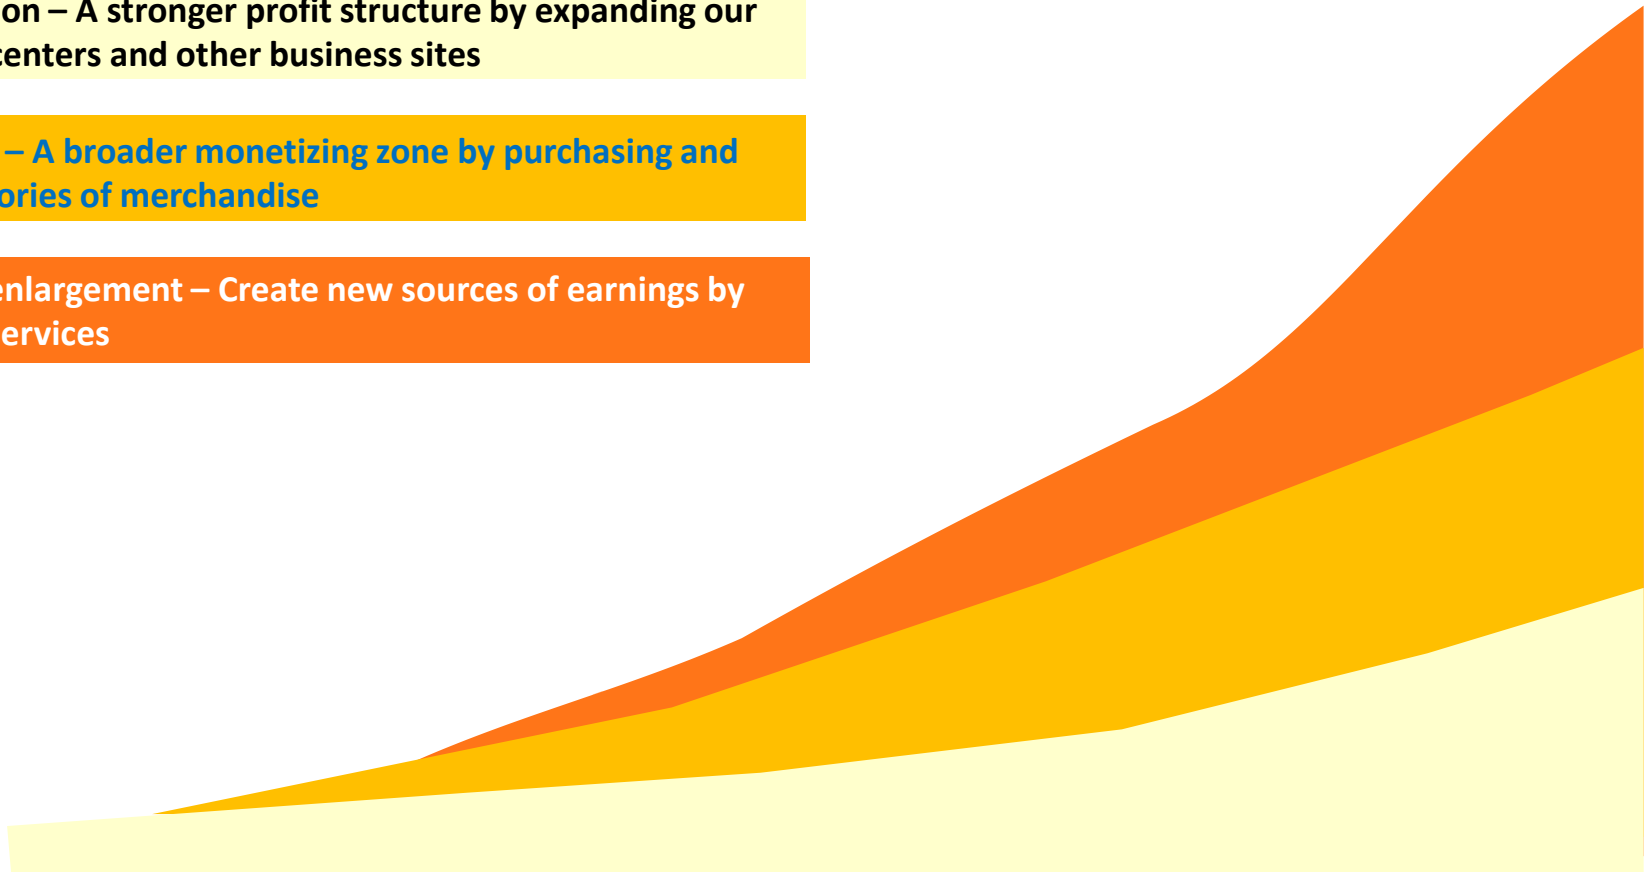 on – A stronger profit structure by expanding our
centers and other business sites
– A broader monetizing zone by purchasing and
ories of merchandise
enlargement – Create new sources of earnings by
ervices